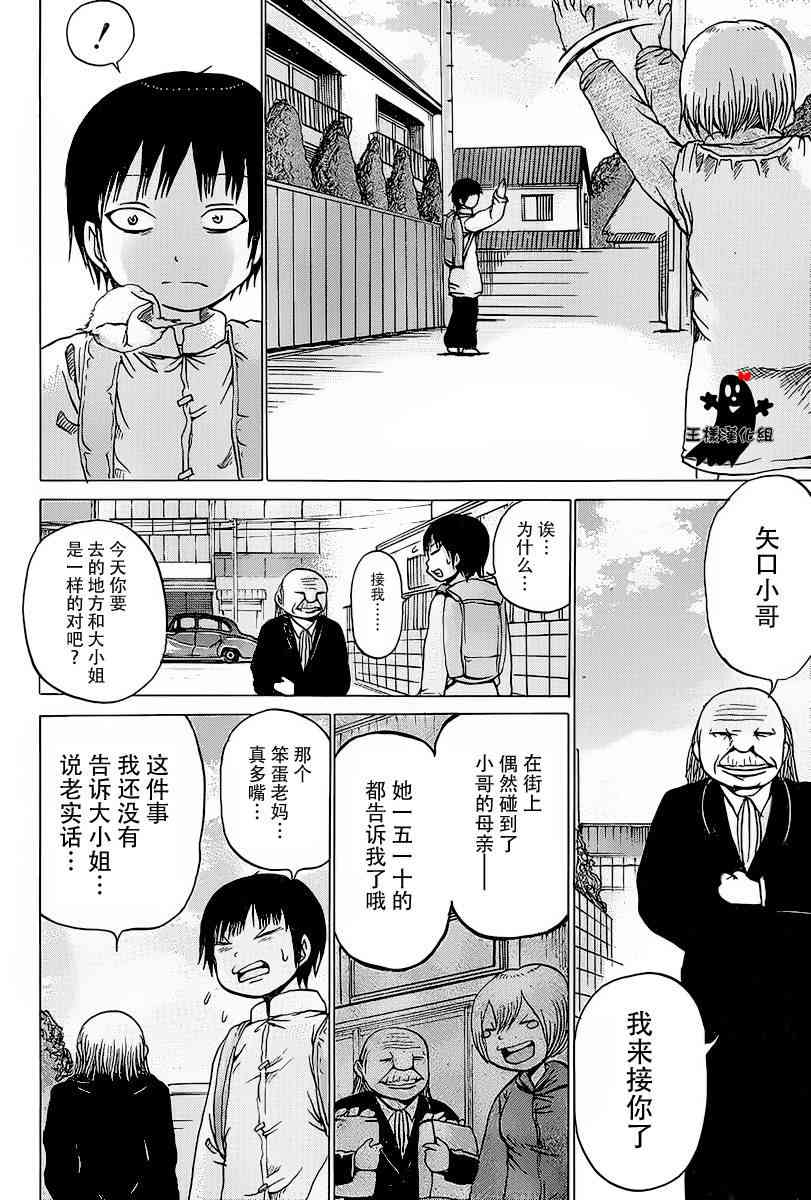 ！
王樣漢化組
矢口小哥
我来接你了
诶…
为什么…
接我……
今天你要
去的地方和大小姐
是一样的对吧？
在街上
偶然碰到了
小哥的母亲——
她一五一十的
都告诉我了哦
那个
笨蛋老妈…
真多嘴…
这件事
我还没有
告诉大小姐…
说老实话…